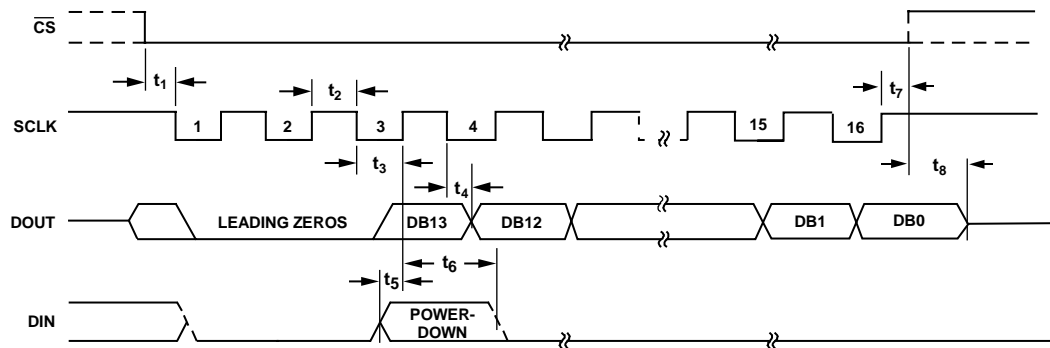 CS
t1
t2
t7
SCLK
1
2
3
4
15
16
t3
t4
t8
DOUT
LEADING ZEROS
DB13
DB12
DB1
DB0
t6
t5
DIN
POWER-
DOWN